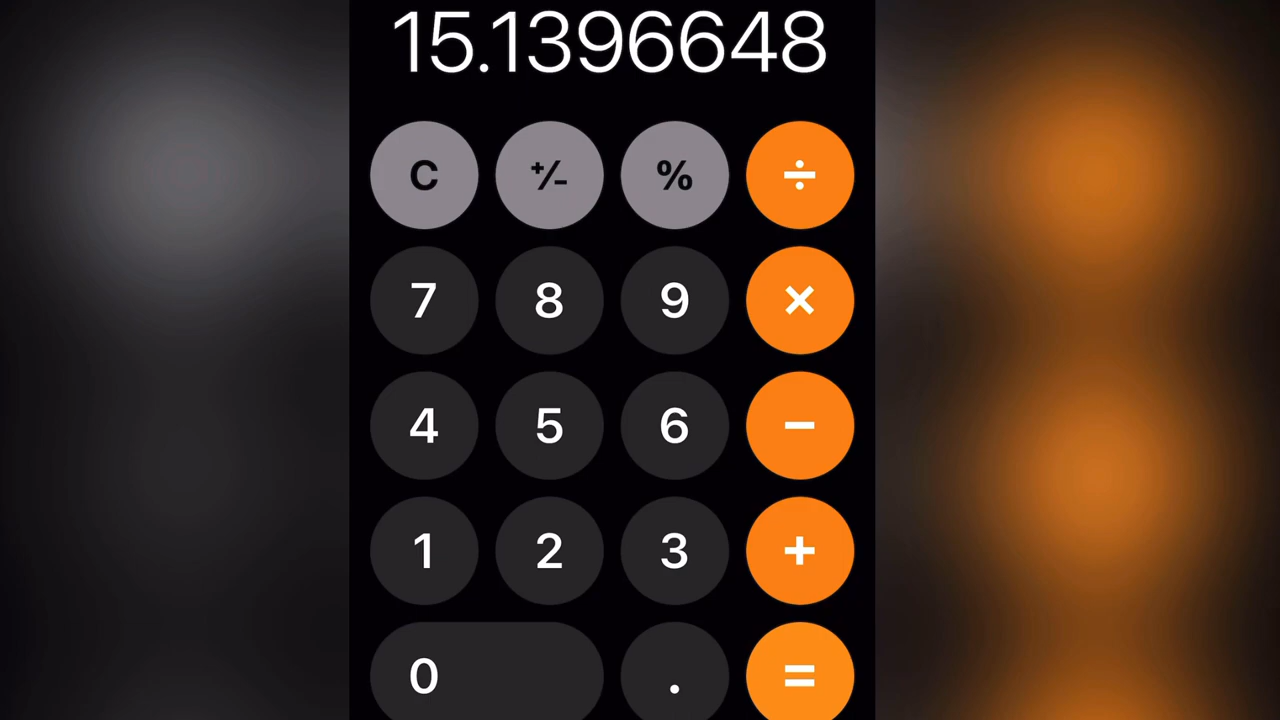 15.1396648
C +/- % ÷
7 8 9 ×
4 5 6 −
1 2 3 +
0 . =